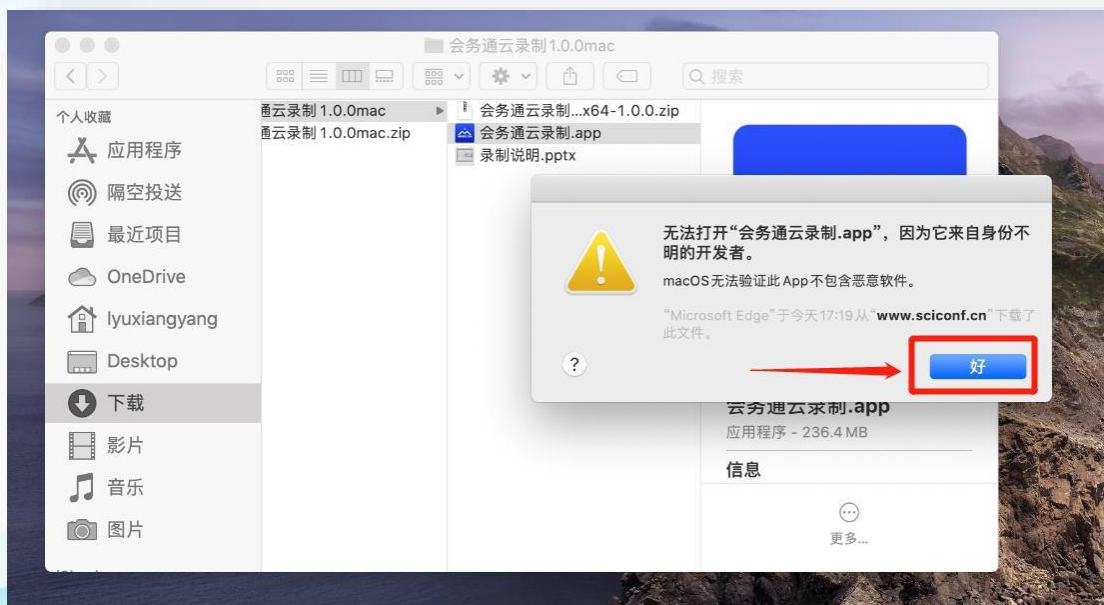 会务通云录制1.0.0mac
搜索
个人收藏
应用程序
隔空投送
最近项目
OneDrive
lyuxiangyang
Desktop
下载
影片
音乐
图片
通云录制 1.0.0mac
通云录制 1.0.0mac.zip
会务通云录制...x64-1.0.0.zip
会务通云录制.app
录制说明.pptx
无法打开“会务通云录制.app”，因为它来自身份不
明的开发者。
macOS无法验证此App不包含恶意软件。
“Microsoft Edge”于今天17:19从“www.sciconf.cn”下载了
此文件。
?
好
会务通云录制.app
应用程序 - 236.4 MB
信息
更多...